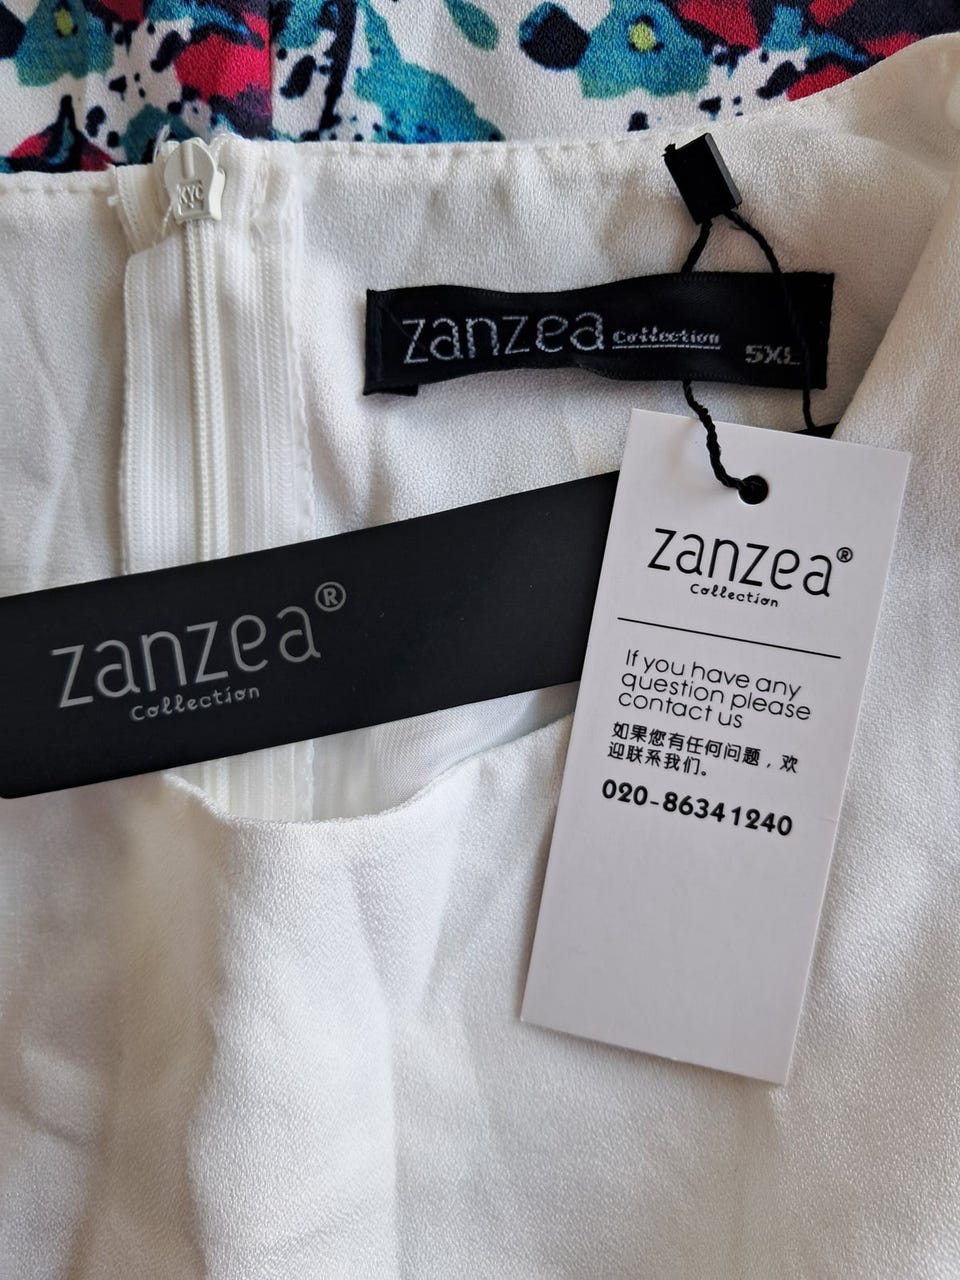 KYC
zanzea Collection 5XL
zanzea®
Collection
zanzea®
Collection
If you have any
question please
contact us
如果您有任何问题，欢
迎联系我们。
020-86341240